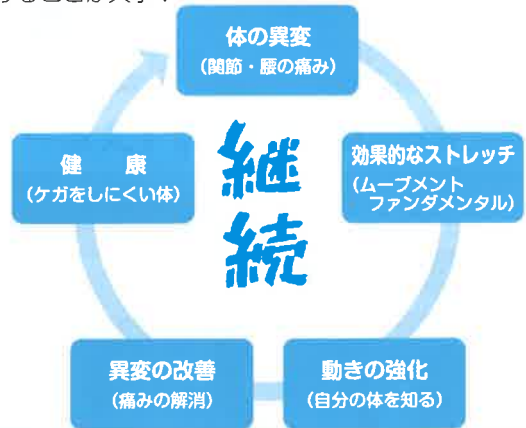 体の異変
(関節・腰の痛み)
効果的なストレッチ
(ムーブメント
ファンダメンタル)
動きの強化
(自分の体を知る)
異変の改善
(痛みの解消)
健　康
(ケガをしにくい体)
継続